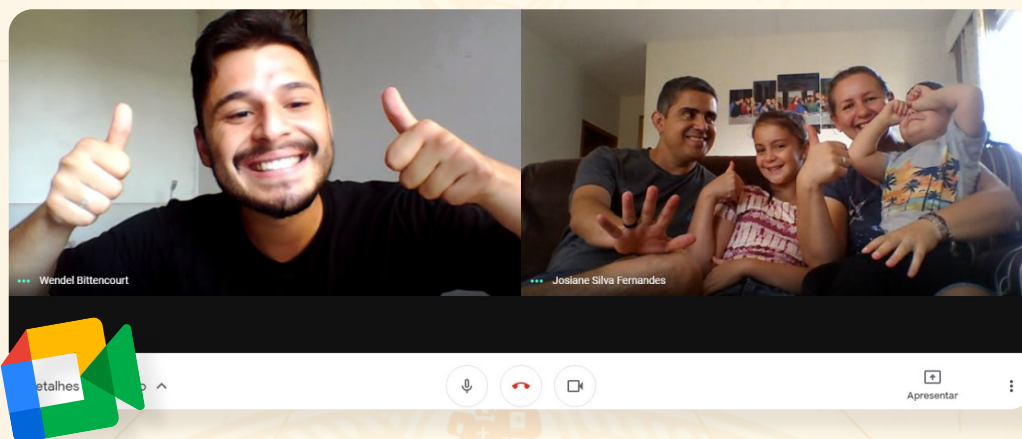 Wendel Bittencourt
Josiane Silva Fernandes
etalhes
o
Apresentar